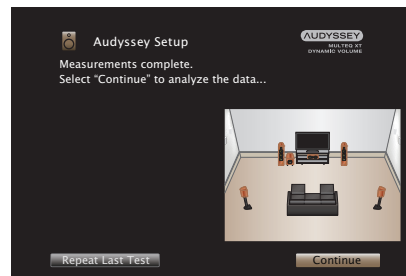 Audyssey Setup
AUDYSSEY
MULTEQ XT
DYNAMIC VOLUME
Measurements complete.
Select “Continue” to analyze the data...
Repeat Last Test
Continue